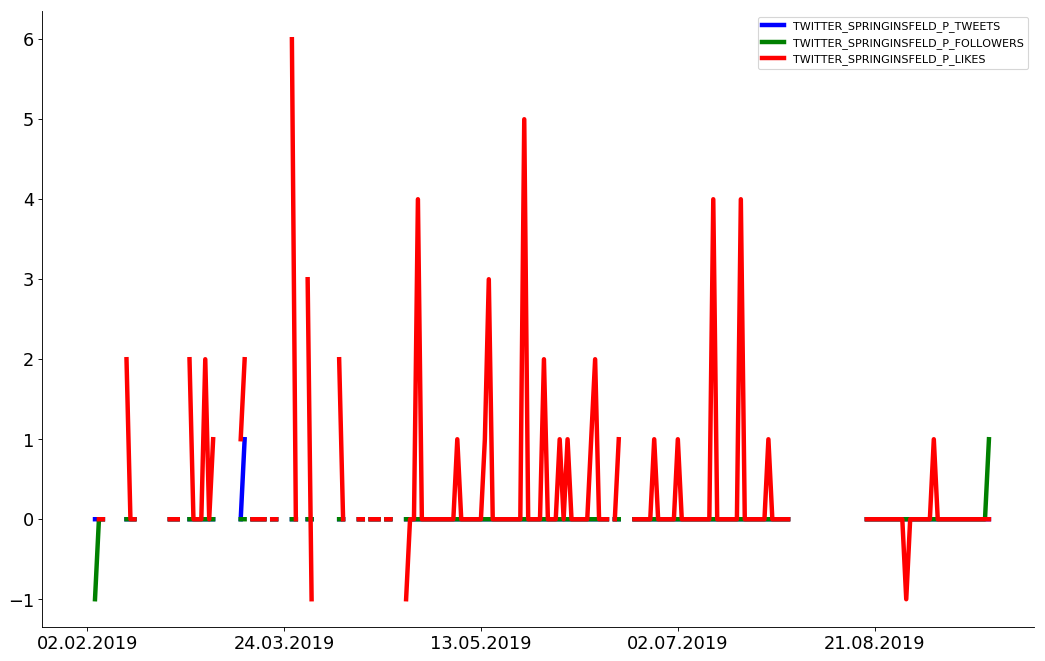 TWITTER_SPRINGINSFELD_P_TWEETS
TWITTER_SPRINGINSFELD_P_FOLLOWERS
TWITTER_SPRINGINSFELD_P_LIKES
6
5
4
3
2
1
0
−1
02.02.2019 24.03.2019 13.05.2019 02.07.2019 21.08.2019